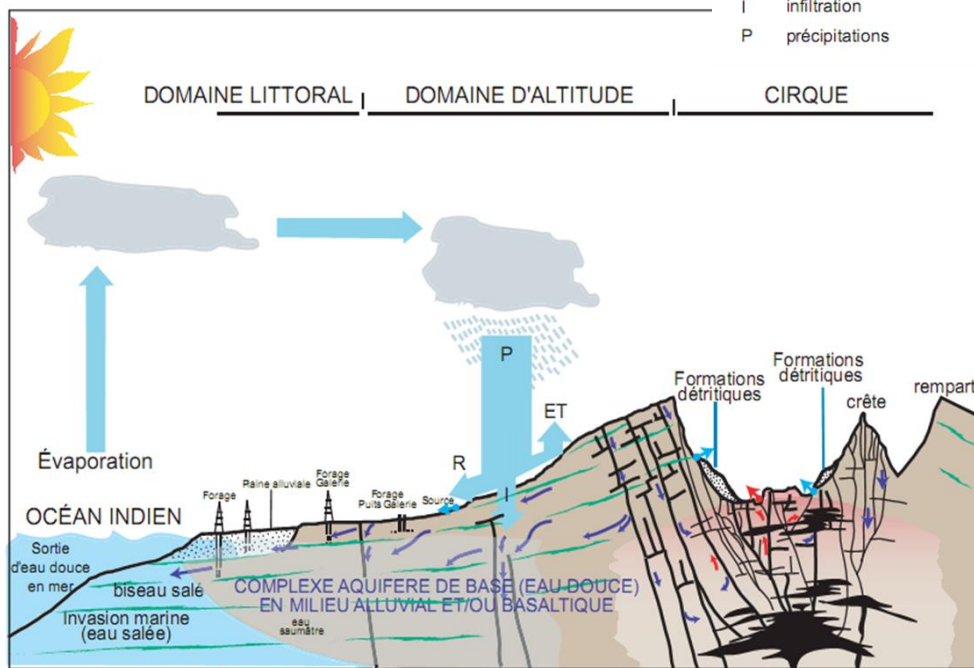 I infiltration
P précipitations
DOMAINE LITTORAL
DOMAINE D'ALTITUDE
CIRQUE
P
Formations
détritiques
Formations
détritiques
crête
rempart
ET
Évaporation
R
I
Forage
Paine alluviale
Forage
Galerie
Forage
Puits Galerie
Source
OCÉAN INDIEN
Sortie
d'eau douce
en mer
biseau salé
COMPLEXE AQUIFERE DE BASE (EAU DOUCE)
EN MILIEU ALLUVIAL ET/OU BASALTIQUE
Invasion marine
(eau salée)
eau
saumâtre